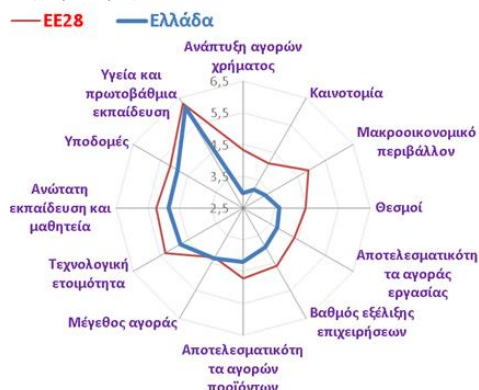 ΕΕ28 Ελλάδα
Ανάπτυξη αγορών
χρήματος
6,5
5,5
4,5
3,5
2,5
Καινοτομία
Μακροοικονομικό
περιβάλλον
Θεσμοί
Αποτελεσματικότη
τα αγοράς
εργασίας
Βαθμός εξέλιξης
επιχειρήσεων
Αποτελεσματικότη
τα αγορών
προϊόντων
Μέγεθος αγοράς
Τεχνολογική
ετοιμότητα
Ανώτατη
εκπαίδευση και
μαθητεία
Υποδομές
Υγεία και
πρωτοβάθμια
εκπαίδευση